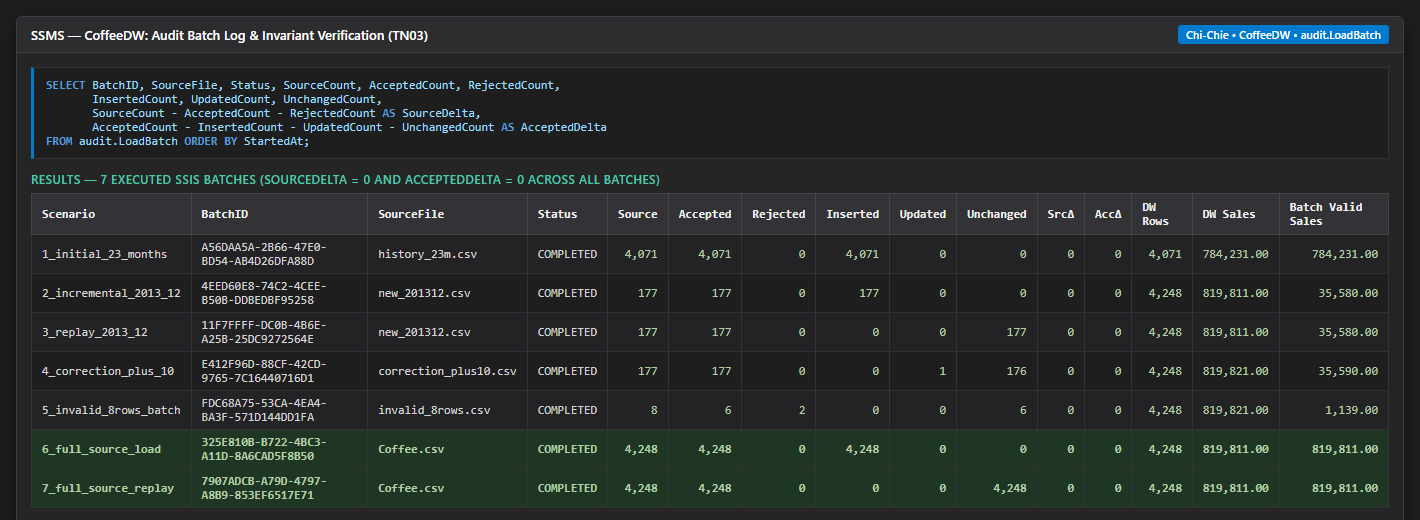 SSMS — CoffeeDW: Audit Batch Log & Invariant Verification (TN03)
Chi-Chie • CoffeeDW • audit.LoadBatch
SELECT BatchID, SourceFile, Status, SourceCount, AcceptedCount, RejectedCount,
InsertedCount, UpdatedCount, UnchangedCount,
SourceCount - AcceptedCount - RejectedCount AS SourceDelta,
AcceptedCount - InsertedCount - UpdatedCount - UnchangedCount AS AcceptedDelta
FROM audit.LoadBatch ORDER BY StartedAt;
RESULTS — 7 EXECUTED SSIS BATCHES (SOURCEDELTA = 0 AND ACCEPTEDDELTA = 0 ACROSS ALL BATCHES)
Scenario BatchID SourceFile Status Source Accepted Rejected Inserted Updated Unchanged SrcΔ AccΔ DW Rows DW Sales Batch Valid Sales
1_initial_23_months A56DAA5A-2B66-47E0-BD54-AB4D26DFA88D history_23m.csv COMPLETED 4,071 4,071 0 4,071 0 0 0 0 4,071 784,231.00 784,231.00
2_incremental_2013_12 4EED60E8-74C2-4CEE-B50B-DDBEDBF95258 new_201312.csv COMPLETED 177 177 0 177 0 0 0 0 4,248 819,811.00 35,580.00
3_replay_2013_12 11F7FFFF-DC0B-4B6E-A25B-25DC9272564E new_201312.csv COMPLETED 177 177 0 0 0 177 0 0 4,248 819,811.00 35,580.00
4_correction_plus_10 E412F96D-88CF-42CD-9765-7C16440716D1 correction_plus10.csv COMPLETED 177 177 0 0 1 176 0 0 4,248 819,821.00 35,590.00
5_invalid_8rows_batch FDC68A75-53CA-4EA4-BA3F-571D144DD1FA invalid_8rows.csv COMPLETED 8 6 2 0 0 6 0 0 4,248 819,821.00 1,139.00
6_full_source_load 325E810B-B722-4BC3-A11D-8A6CAD5F8B50 Coffee.csv COMPLETED 4,248 4,248 0 4,248 0 0 0 0 4,248 819,811.00 819,811.00
7_full_source_replay 7907ADCB-A79D-4797-A8B9-853EF6517E71 Coffee.csv COMPLETED 4,248 4,248 0 0 0 4,248 0 0 4,248 819,811.00 819,811.00